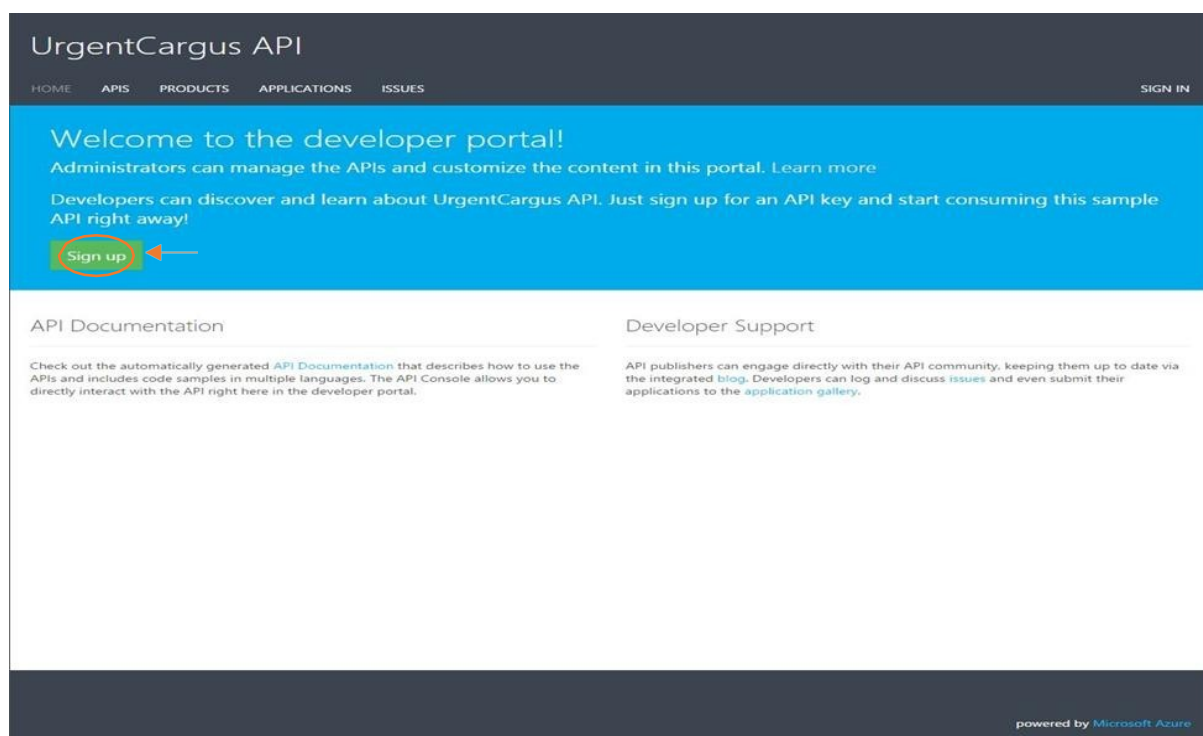 UrgentCargus API
HOME APIS PRODUCTS APPLICATIONS ISSUES SIGN IN
Welcome to the developer portal!
Administrators can manage the APIs and customize the content in this portal. Learn more
Developers can discover and learn about UrgentCargus API. Just sign up for an API key and start consuming this sample
API right away!
Sign up
API Documentation
Check out the automatically generated API Documentation that describes how to use the
APIs and includes code samples in multiple languages. The API Console allows you to
directly interact with the API right here in the developer portal.
Developer Support
API publishers can engage directly with their API community, keeping them up to date via
the integrated blog. Developers can log and discuss issues and even submit their
applications to the application gallery.
powered by Microsoft Azure